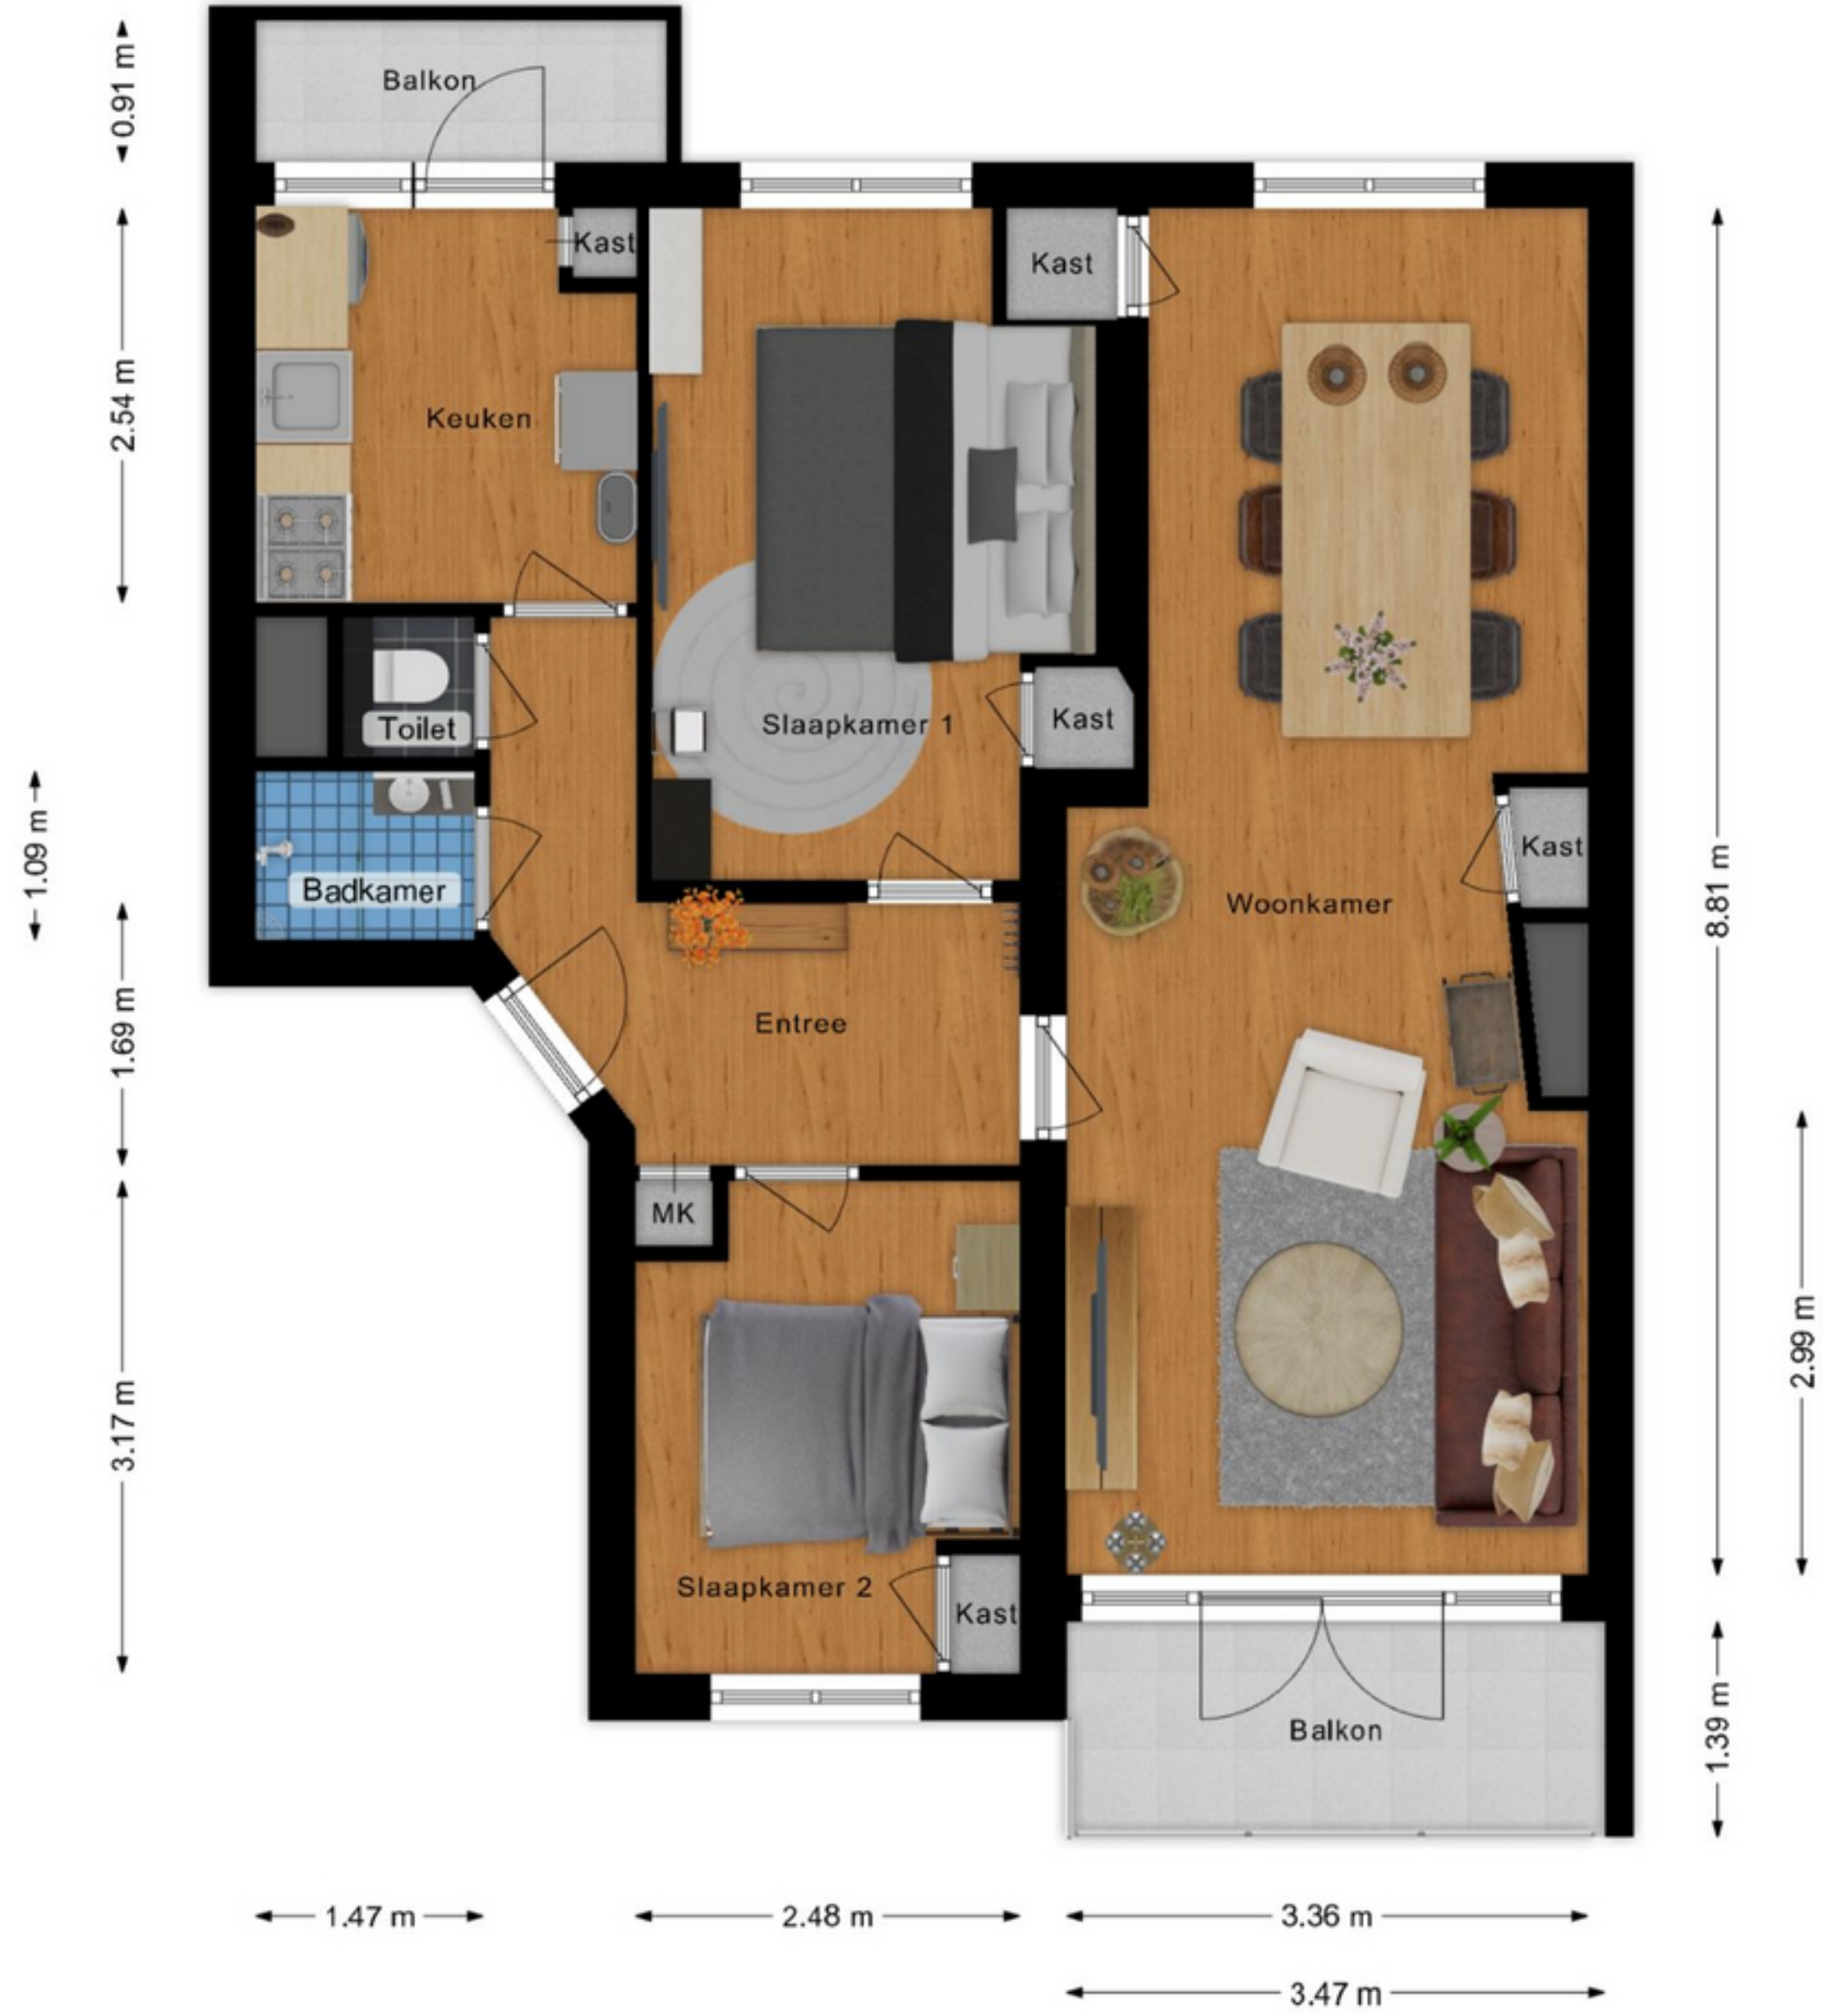 Balkon
0.91 m
Kast
Kast
2.54 m
Keuken
Toilet
Slaapkamer 1
Kast
1.09 m
Badkamer
Kast
Woonkamer
8.81 m
1.69 m
Entree
MK
3.17 m
2.99 m
Slaapkamer 2
Kast
Balkon
1.39 m
1.47 m
2.48 m
3.36 m
3.47 m